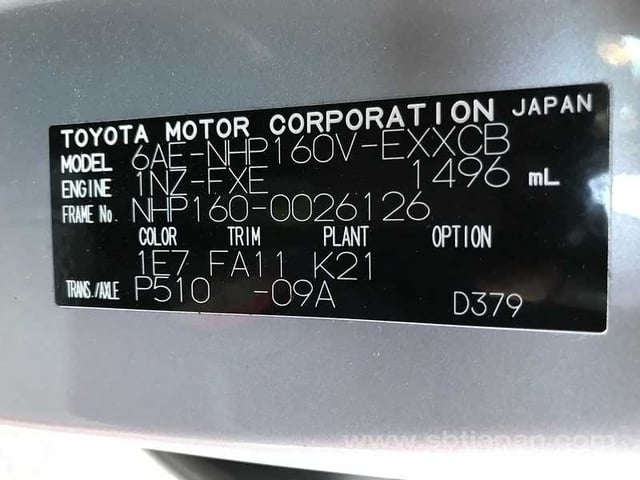 TOYOTA MOTOR CORPORATION JAPAN
MODEL 6AE-NHP160V-EXXCB
ENGINE 1NZ-FXE 1496 mL
FRAME No. NHP160-0026126
COLOR TRIM PLANT OPTION
1E7 FA11 K21
TRANS./AXLE P510 -09A D379
www.sbtjapan.com